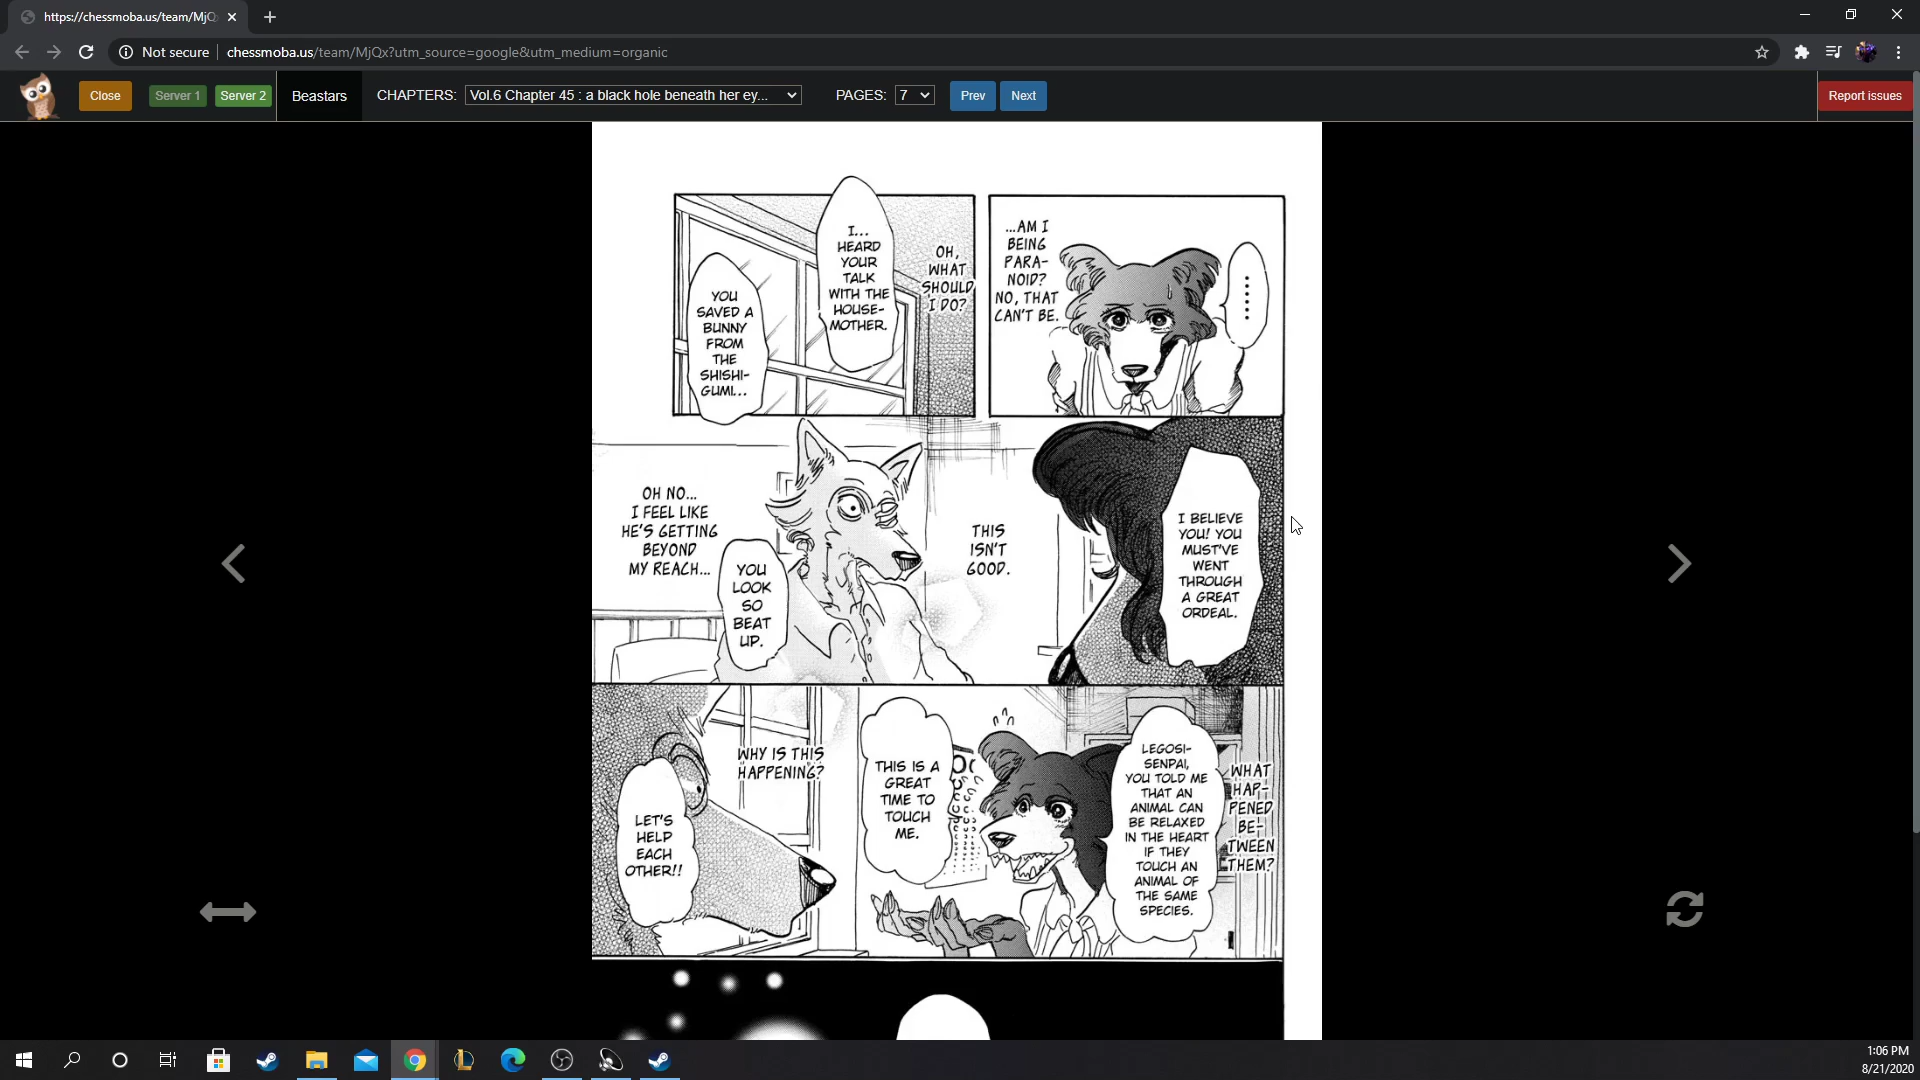 https://chessmoba.us/team/MjQ
Not secure
chessmoba.us/team/MjQx?utm_source=google&utm_medium=organic
Close
Server 1
Server 2
Beastars
CHAPTERS:
Vol.6 Chapter 45 : a black hole beneath her ey...
PAGES:
7
Prev
Next
Report issues
......
...AM I
BEING
PARA-
NOID?
NO, THAT
CAN'T BE.
OH,
WHAT
SHOULD
I DO?
I...
HEARD
YOUR
TALK
WITH THE
HOUSE-
MOTHER.
YOU
SAVED A
BUNNY
FROM
THE
SHISHI-
GUMI...
I BELIEVE
YOU! YOU
MUST'VE
WENT
THROUGH
A GREAT
ORDEAL.
THIS
ISN'T
GOOD.
YOU
LOOK
SO
BEAT
UP.
OH NO...
I FEEL LIKE
HE'S GETTING
BEYOND
MY REACH...
WHAT
HAP-
PENED
BE-
TWEEN
THEM?
LEGOSI-
SENPAI,
YOU TOLD ME
THAT AN
ANIMAL CAN
BE RELAXED
IN THE HEART
IF THEY
TOUCH AN
ANIMAL OF
THE SAME
SPECIES.
THIS IS A
GREAT
TIME TO
TOUCH
ME.
WHY IS THIS
HAPPENING?
LET'S
HELP
EACH
OTHER!!
1:06 PM
8/21/2020